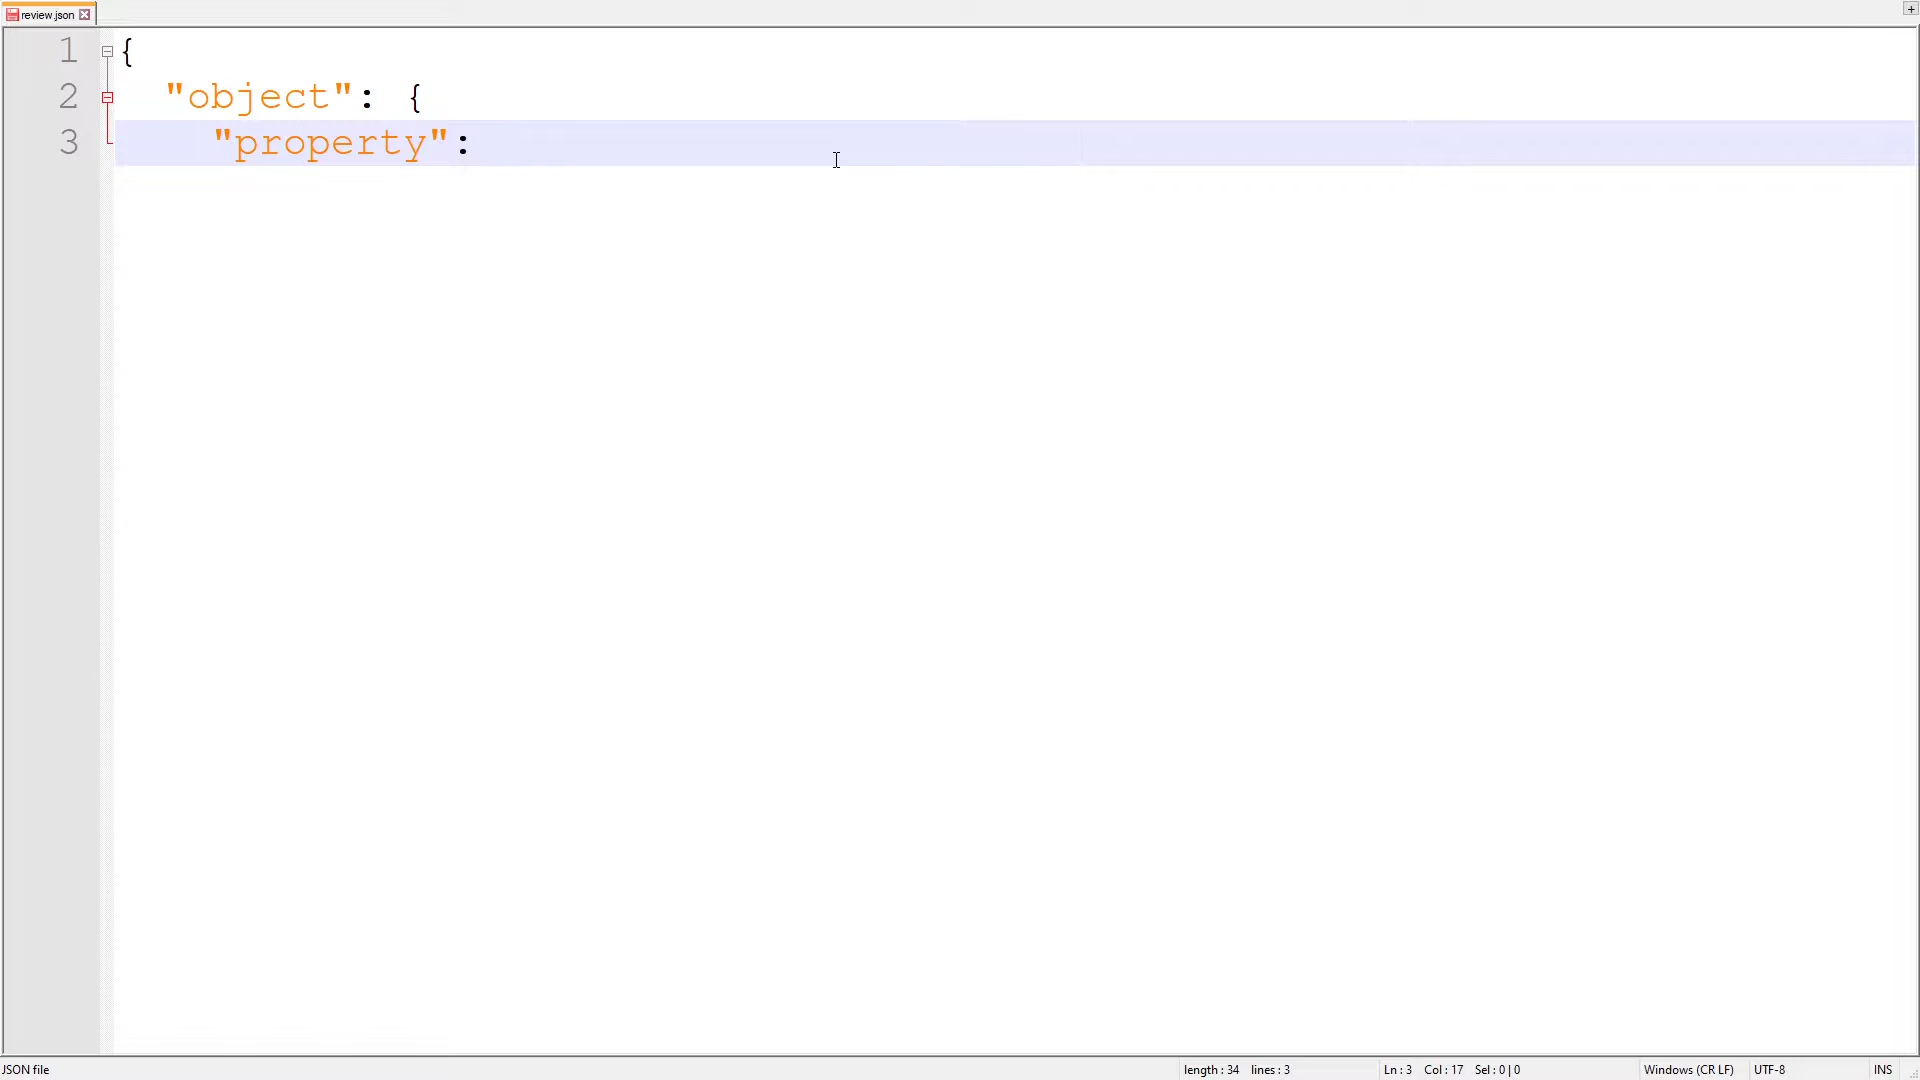 review.json
+
1 {
2 "object": {
3 "property":
JSON file length : 34 lines : 3 Ln : 3 Col : 17 Sel : 0 | 0 Windows (CR LF) UTF-8 INS